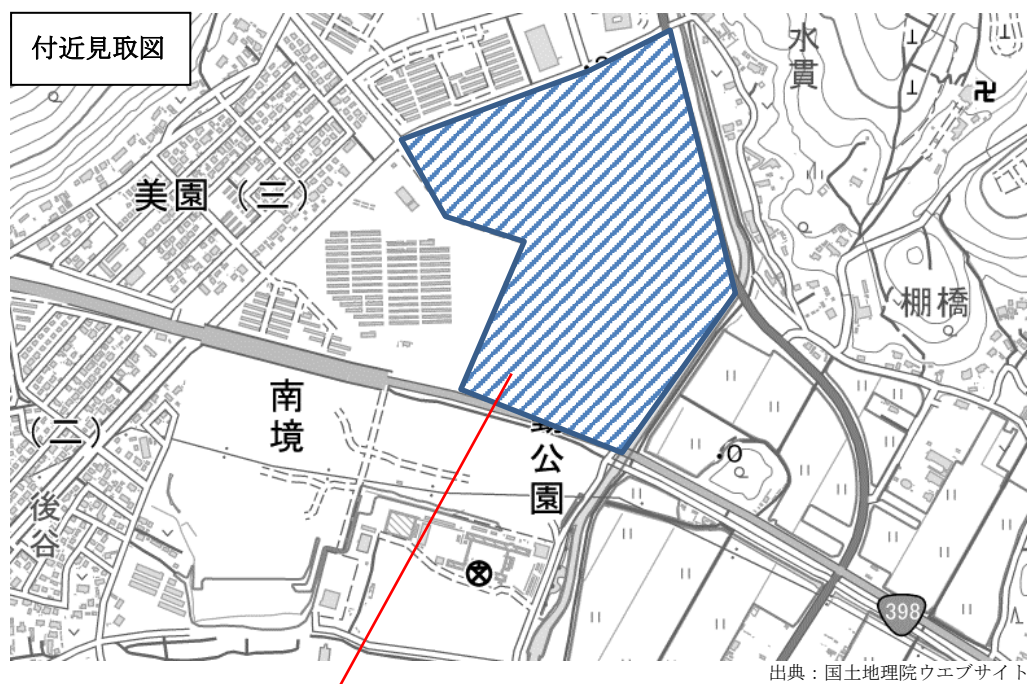 付近見取図
水貫
美園（三）
棚橋
南境
（二）
公園
後谷
0
398
出典：国土地理院ウエブサイト